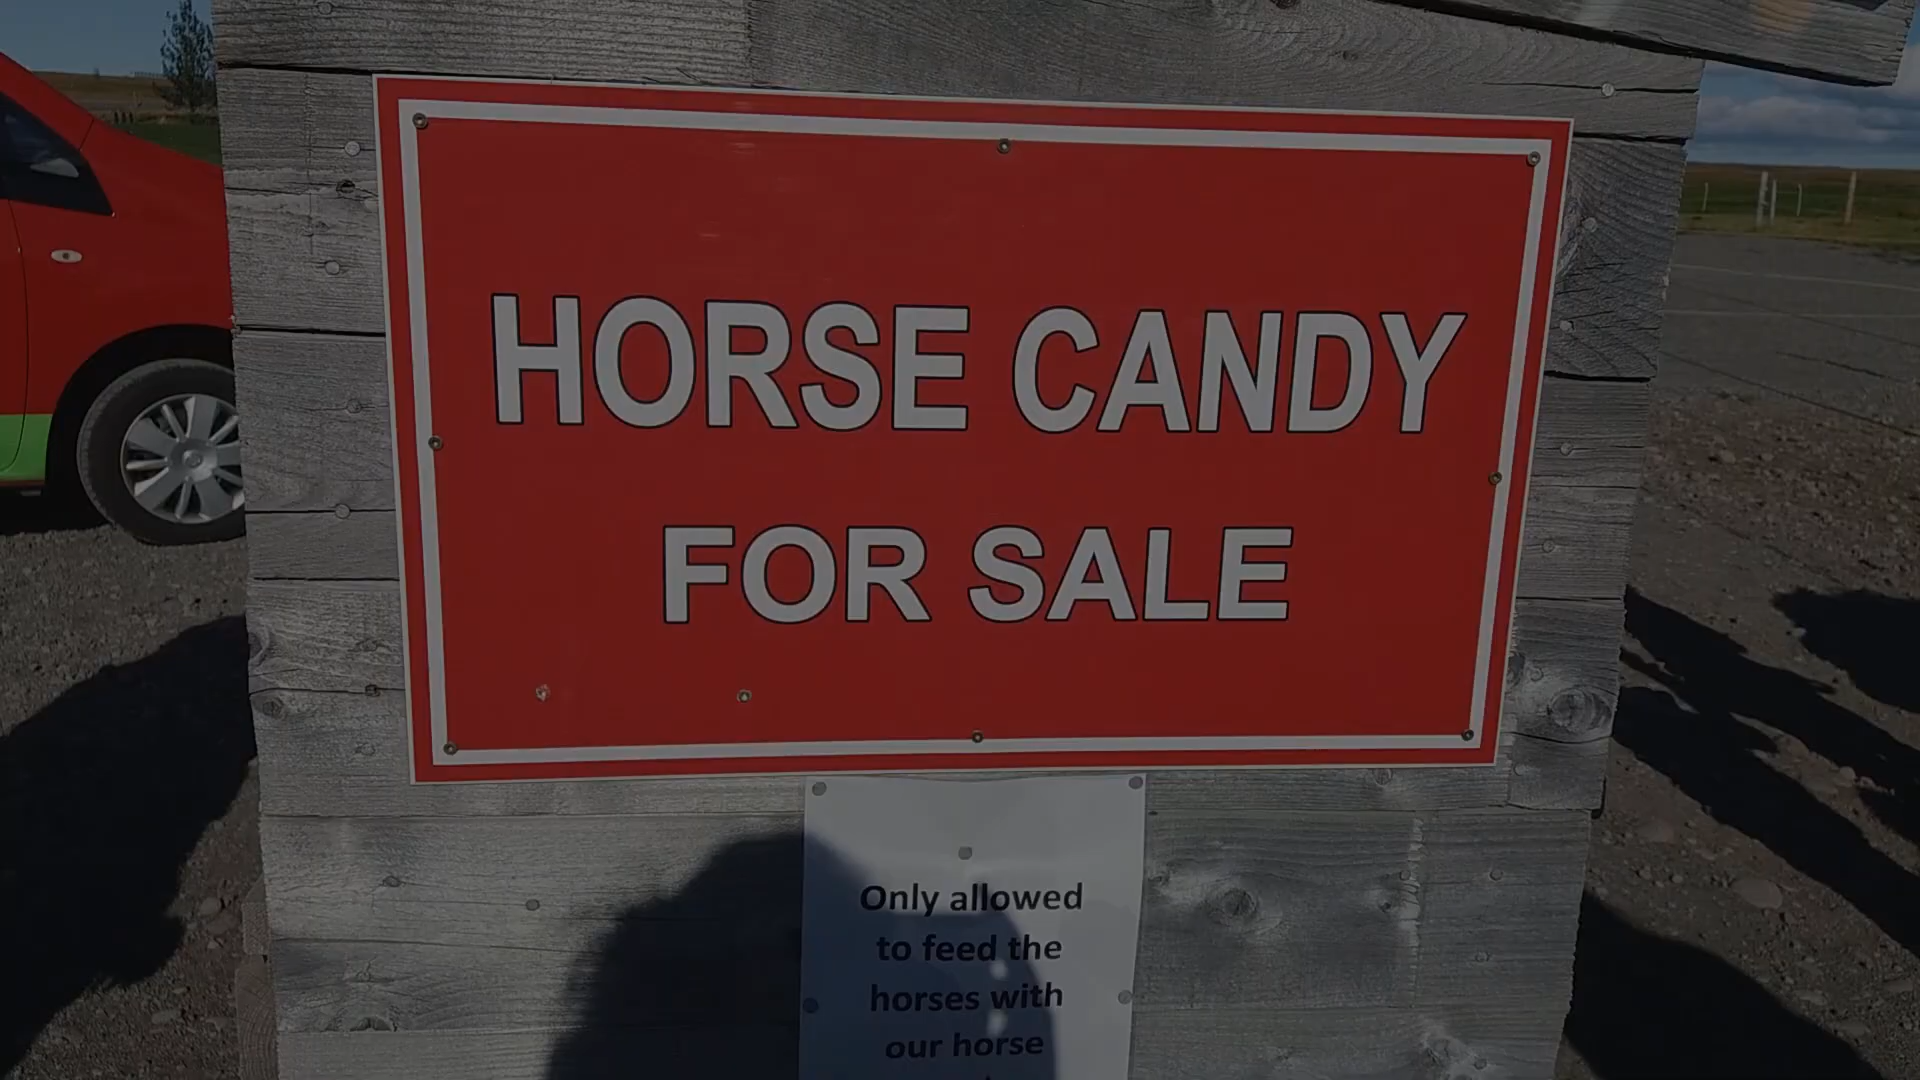 HORSE CANDY
FOR SALE
Only allowed
to feed the
horses with
our horse